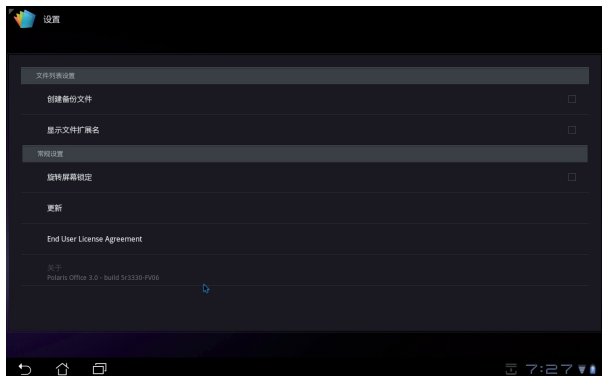 设置
文件列表设置
创建备份文件
显示文件扩展名
常规设置
旋转屏幕锁定
更新
End User License Agreement
关于
Polaris Office 3.0 - build 5r3330-FV06
7:27